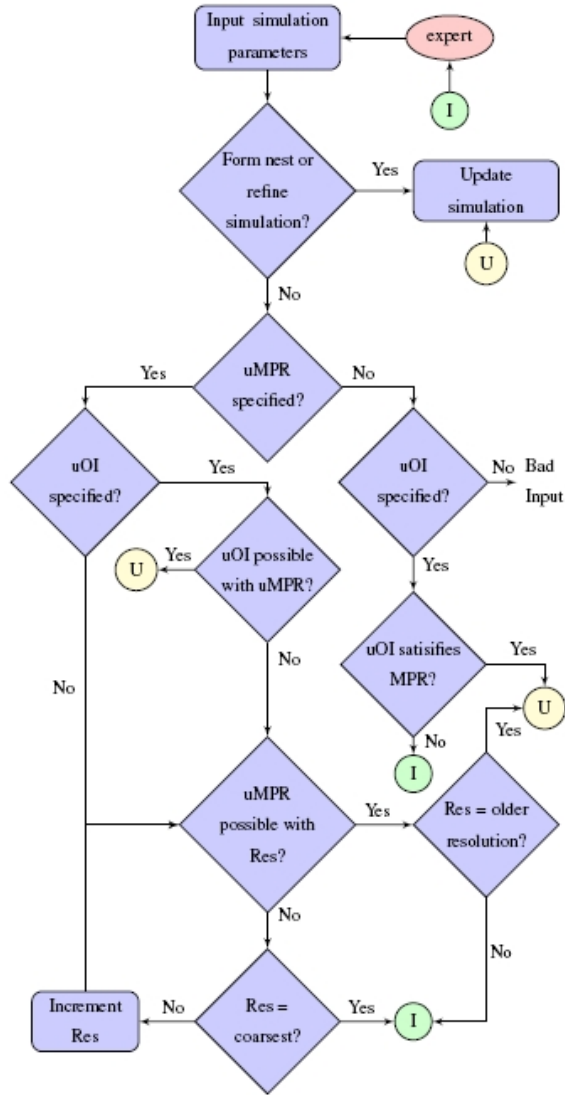 Input simulation
parameters
expert
I
Form nest or
refine
simulation?
Yes
Update
simulation
U
No
uMPR
specified?
Yes
No
uOI
specified?
Yes
uOI
specified?
No
Bad
Input
U
Yes
uOI possible
with uMPR?
Yes
No
No
uOI satisifies
MPR?
Yes
U
No
I
Yes
uMPR
possible with
Res?
Yes
Res = older
resolution?
No
No
Increment
Res
No
Res =
coarsest?
Yes
I